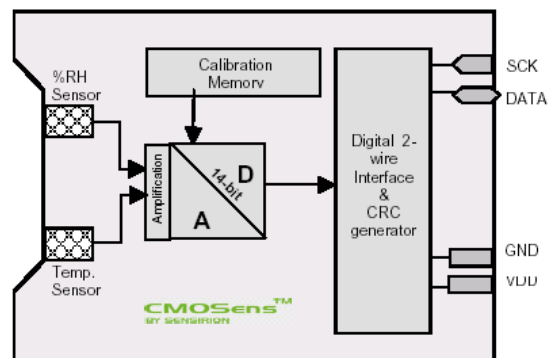 %RH
Sensor
Calibration
Memory
SCK
DATA
Digital 2-
wire
Interface
&
CRC
generator
Amplification
14-bit
D
A
Temp.
Sensor
GND
VDD
CMOSens™
BY SENSIRION